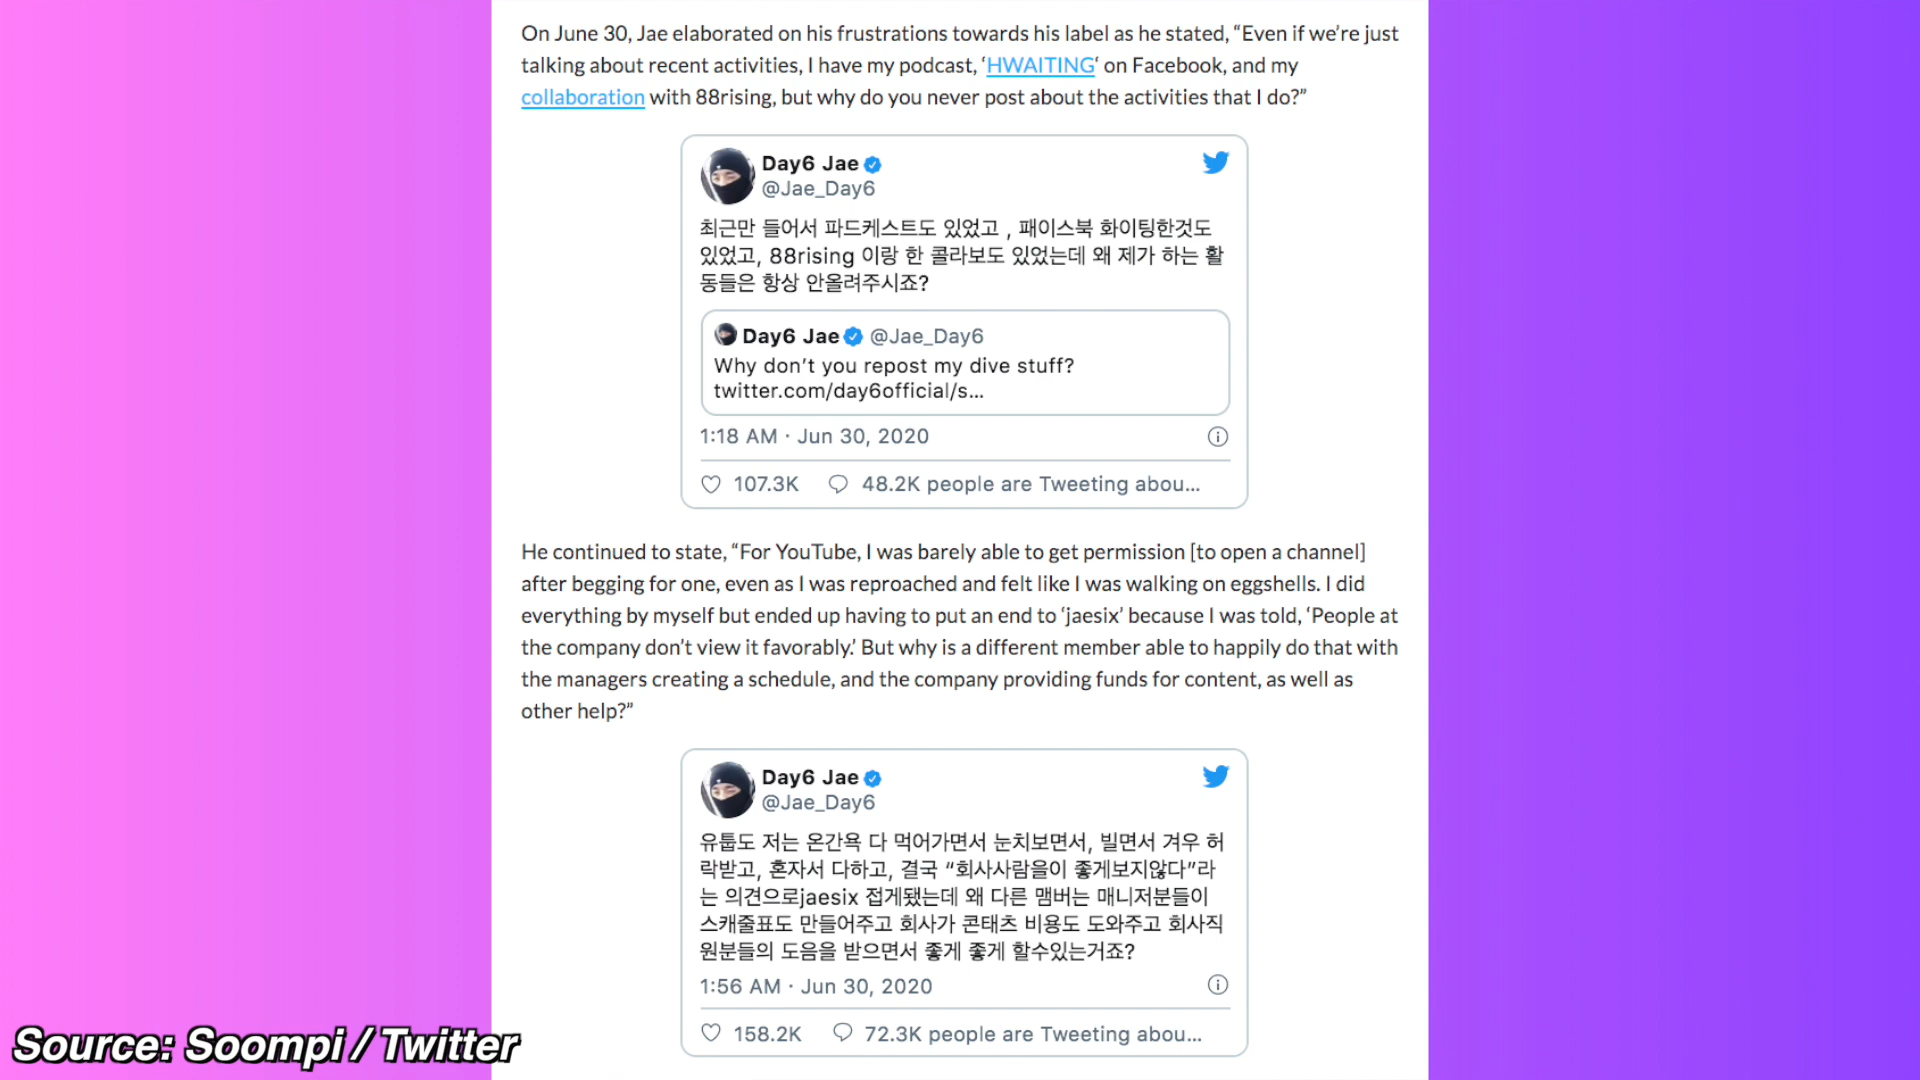 On June 30, Jae elaborated on his frustrations towards his label as he stated, “Even if we’re just
talking about recent activities, I have my podcast, ‘HWAITING‘ on Facebook, and my
collaboration with 88rising, but why do you never post about the activities that I do?”
Day6 Jae
@Jae_Day6
최근만 들어서 파드케스트도 있었고 , 패이스북 화이팅한것도
있었고, 88rising 이랑 한 콜라보도 있었는데 왜 제가 하는 활
동들은 항상 안올려주시죠?
Day6 Jae @Jae_Day6
Why don’t you repost my dive stuff?
twitter.com/day6official/s…
1:18 AM · Jun 30, 2020
107.3K 48.2K people are Tweeting abou…
He continued to state, “For YouTube, I was barely able to get permission [to open a channel]
after begging for one, even as I was reproached and felt like I was walking on eggshells. I did
everything by myself but ended up having to put an end to ‘jaesix’ because I was told, ‘People at
the company don’t view it favorably.’ But why is a different member able to happily do that with
the managers creating a schedule, and the company providing funds for content, as well as
other help?”
Day6 Jae
@Jae_Day6
유툽도 저는 온간욕 다 먹어가면서 눈치보면서, 빌면서 겨우 허
락받고, 혼자서 다하고, 결국 “회사사람을이 좋게보지않다”라
는 의견으로jaesix 접게됐는데 왜 다른 맴버는 매니저분들이
스캐줄표도 만들어주고 회사가 콘태츠 비용도 도와주고 회사직
원분들의 도음을 받으면서 좋게 좋게 할수있는거죠?
1:56 AM · Jun 30, 2020
158.2K 72.3K people are Tweeting abou…
Source: Soompi / Twitter